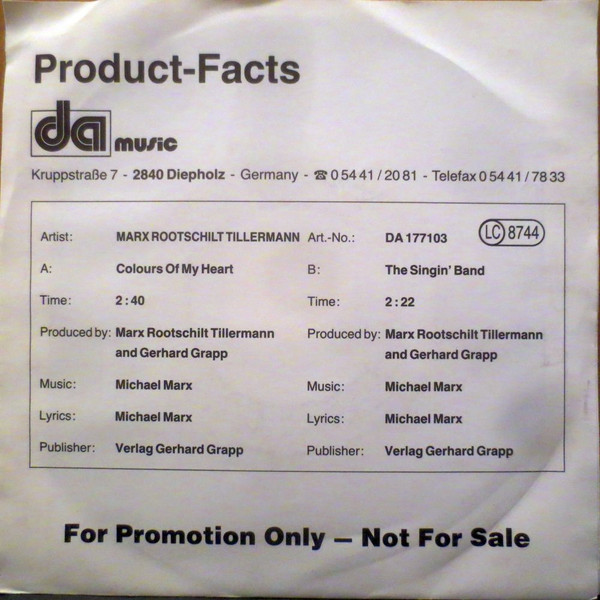 Product-Facts
da music
Kruppstraße 7 - 2840 Diepholz - Germany - ☎ 0 54 41 / 20 81 - Telefax 0 54 41 / 78 33
Artist: MARX ROOTSCHILT TILLERMANN Art.-No.: DA 177103 LC 8744
A: Colours Of My Heart B: The Singin' Band
Time: 2:40 Time: 2:22
Produced by: Marx Rootschilt Tillermann Produced by: Marx Rootschilt Tillermann
and Gerhard Grapp and Gerhard Grapp
Music: Michael Marx Music: Michael Marx
Lyrics: Michael Marx Lyrics: Michael Marx
Publisher: Verlag Gerhard Grapp Publisher: Verlag Gerhard Grapp
For Promotion Only – Not For Sale